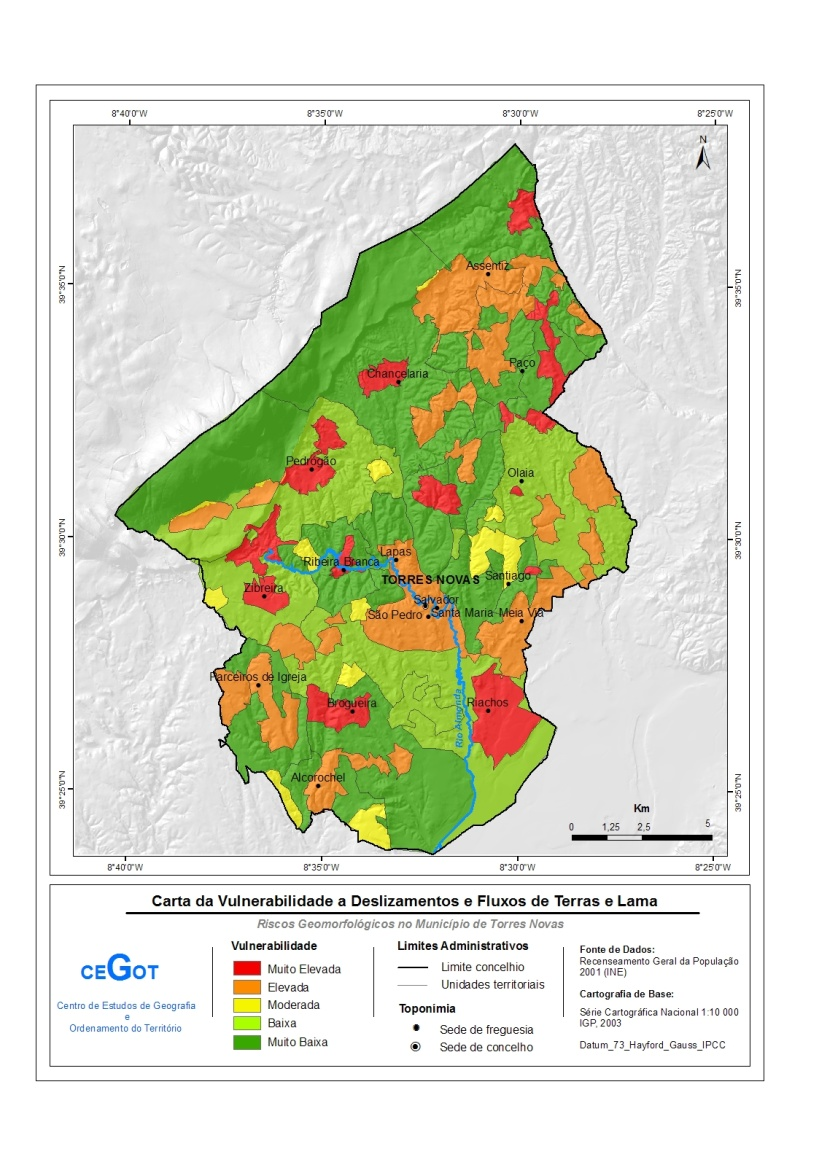 8°40'0"W 8°35'0"W 8°30'0"W 8°25'0"W
N
39°35'0"N 39°35'0"N
Assentiz
Paço
Chancelaria
Pedrogão
Olaia
39°30'0"N 39°30'0"N
Lapas
Ribeira Branca
TORRES NOVAS
Santiago
Zibreira
Salvador
São Pedro
Santa Maria
Meia Via
Parceiros de Igreja
Brogueira
Riachos
Rio Almonda
Alcorochel
39°25'0"N 39°25'0"N
Km
0 1,25 2,5 5
8°40'0"W 8°35'0"W 8°30'0"W 8°25'0"W
Carta da Vulnerabilidade a Deslizamentos e Fluxos de Terras e Lama
Riscos Geomorfológicos no Município de Torres Novas
CEGOT
Centro de Estudos de Geografia
e
Ordenamento do Território
Vulnerabilidade
Muito Elevada
Elevada
Moderada
Baixa
Muito Baixa
Limites Administrativos
Limite concelho
Unidades territoriais
Toponímia
Sede de freguesia
Sede de concelho
Fonte de Dados:
Recenseamento Geral da População
2001 (INE)
Cartografia de Base:
Série Cartográfica Nacional 1:10 000
IGP, 2003
Datum_73_Hayford_Gauss_IPCC